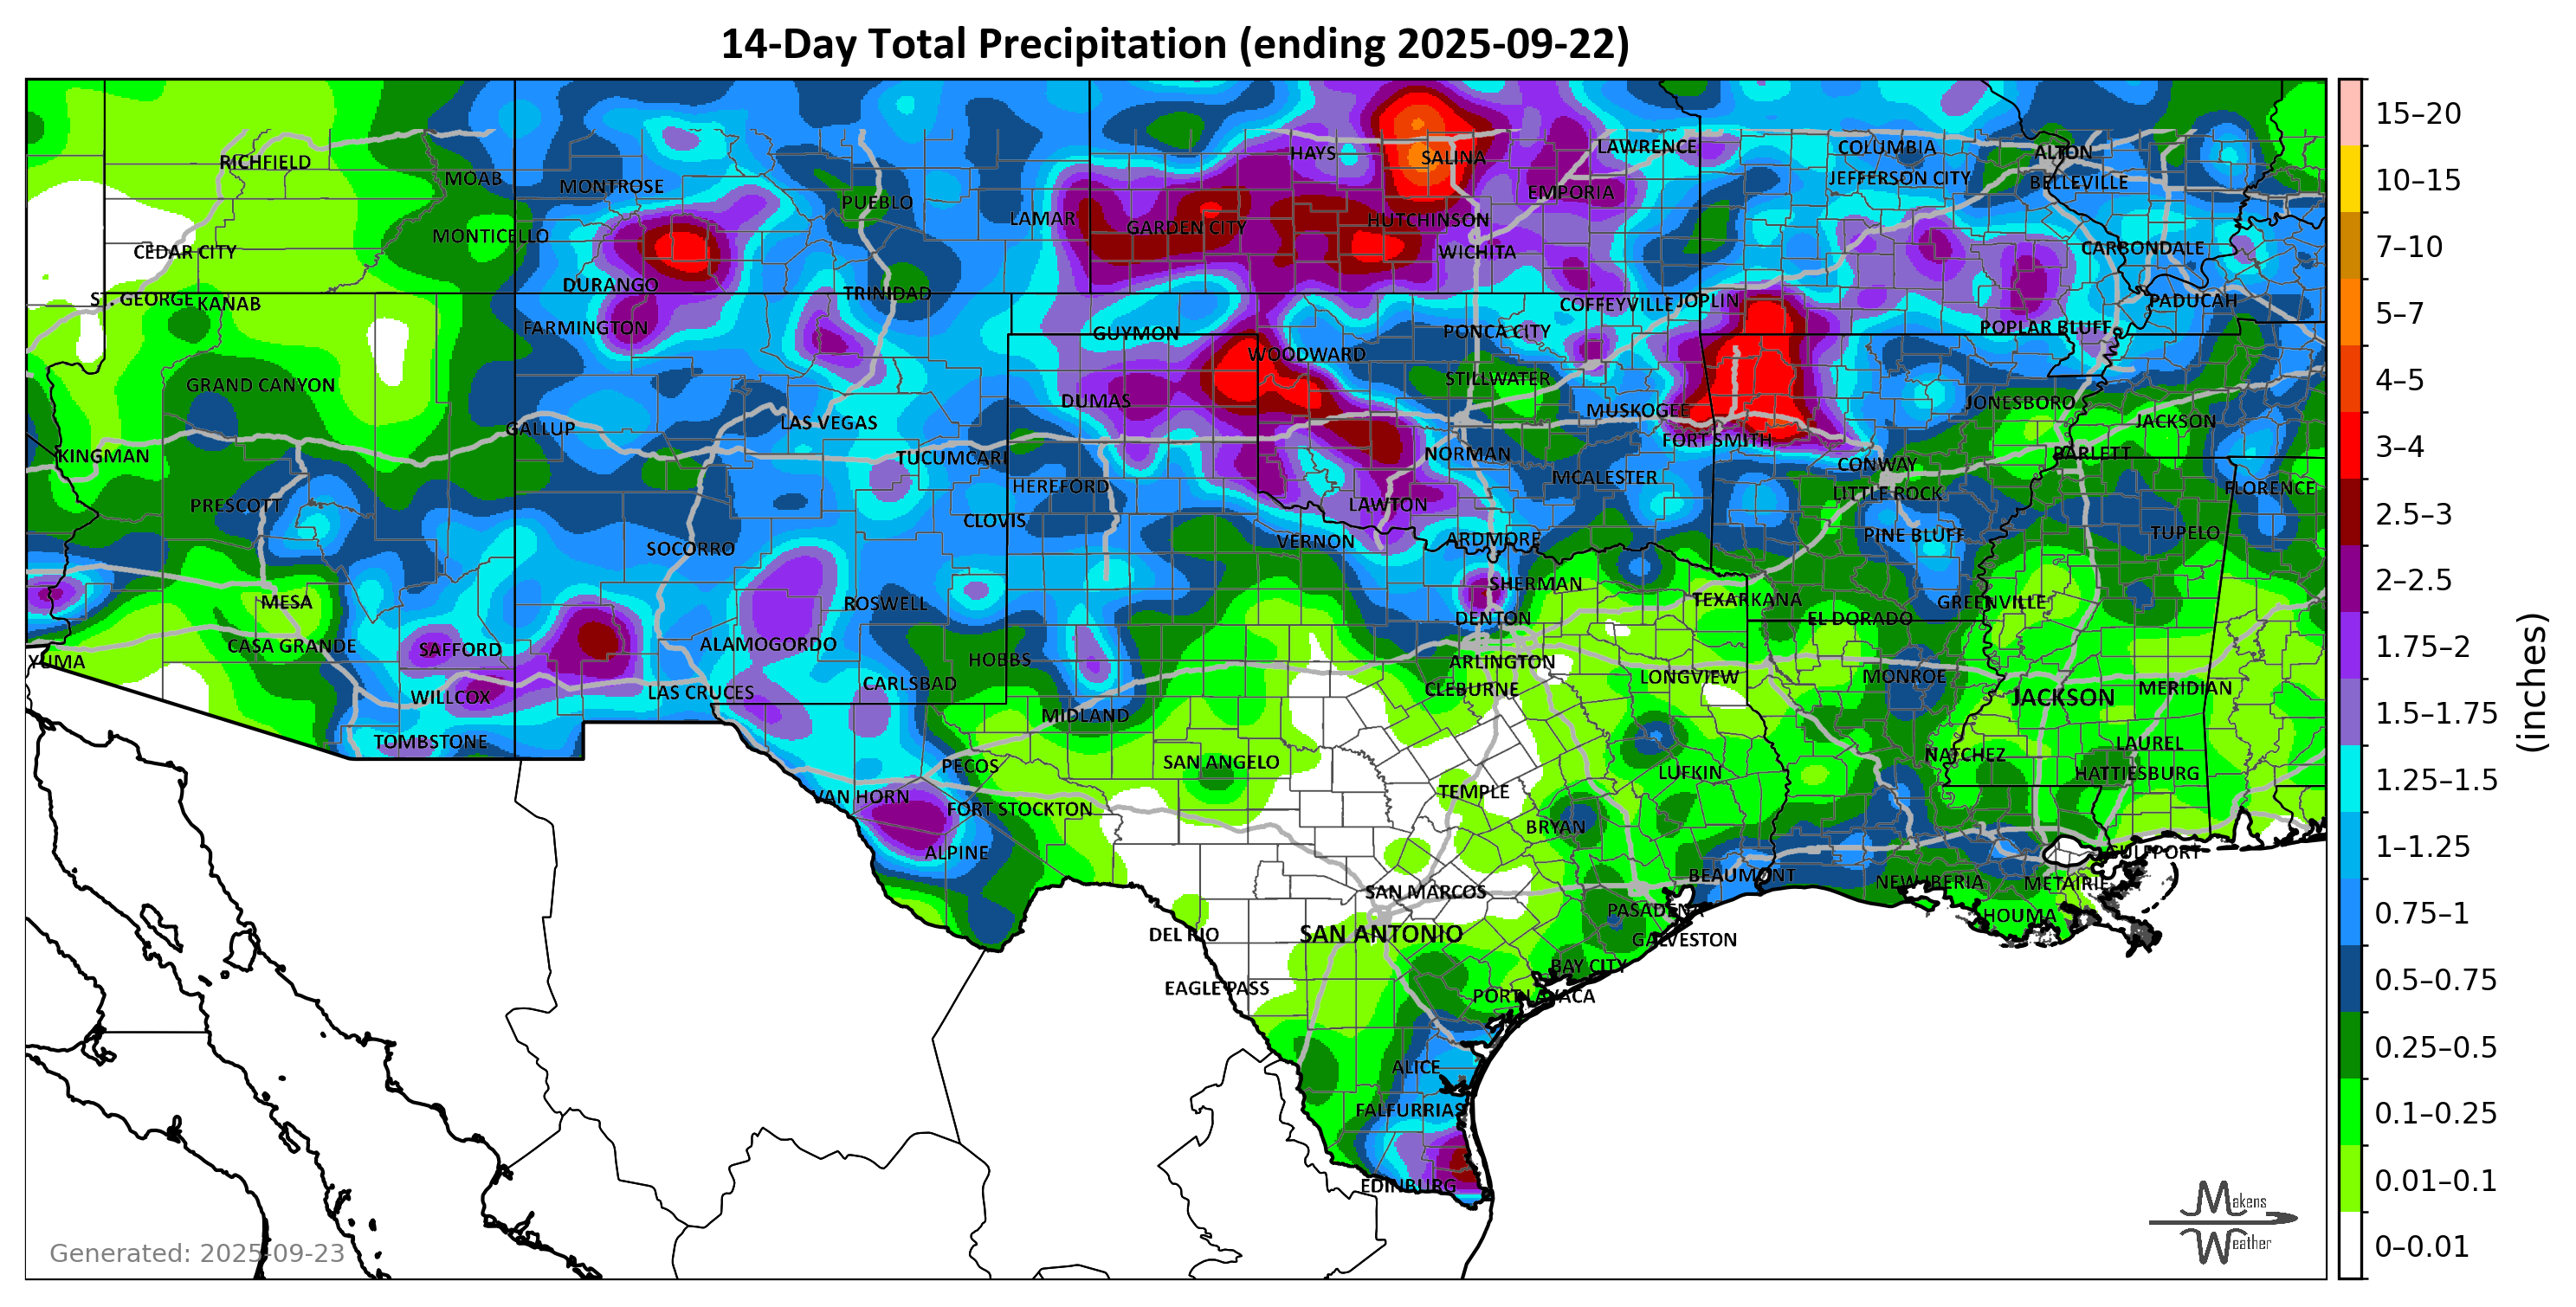 14-Day Total Precipitation (ending 2025-09-22)
RICHFIELD
MOAB
MONTROSE
PUEBLO
LAMAR
HAYS
SALINA
LAWRENCE
EMPORIA
COLUMBIA
JEFFERSON CITY
ALTON
BELLEVILLE
CEDAR CITY
MONTICELLO
GARDEN CITY
HUTCHINSON
WICHITA
CARBONDALE
ST. GEORGE
KANAB
DURANGO
TRINIDAD
COFFEYVILLE
JOPLIN
PADUCAH
FARMINGTON
GUYMON
PONCA CITY
POPLAR BLUFF
WOODWARD
GRAND CANYON
STILLWATER
DUMAS
MUSKOGEE
JONESBORO
JACKSON
GALLUP
LAS VEGAS
FORT SMITH
KINGMAN
TUCUMCARI
NORMAN
CONWAY
BARLETT
HEREFORD
MCALESTER
LITTLE ROCK
FLORENCE
PRESCOTT
LAWTON
CLOVIS
SOCORRO
VERNON
ARDMORE
PINE BLUFF
TUPELO
SHERMAN
MESA
ROSWELL
DENTON
TEXARKANA
GREENVILLE
EL DORADO
CASA GRANDE
SAFFORD
ALAMOGORDO
YUMA
HOBBS
ARLINGTON
LONGVIEW
MONROE
WILLCOX
LAS CRUCES
CARLSBAD
CLEBURNE
JACKSON
MERIDIAN
MIDLAND
TOMBSTONE
NATCHEZ
LAUREL
PECOS
SAN ANGELO
LUFKIN
HATTIESBURG
VAN HORN
FORT STOCKTON
TEMPLE
BRYAN
ALPINE
GULFPORT
BEAUMONT
NEW IBERIA
METAIRIE
SAN MARCOS
PASADENA
HOUMA
DEL RIO
SAN ANTONIO
GALVESTON
BAY CITY
EAGLE PASS
PORT LAVACA
ALICE
FALFURRIAS
EDINBURG
Generated: 2025-09-23
Makens
Weather
15–20
10–15
7–10
5–7
4–5
3–4
2.5–3
2–2.5
1.75–2
1.5–1.75
1.25–1.5
1–1.25
0.75–1
0.5–0.75
0.25–0.5
0.1–0.25
0.01–0.1
0–0.01
(inches)